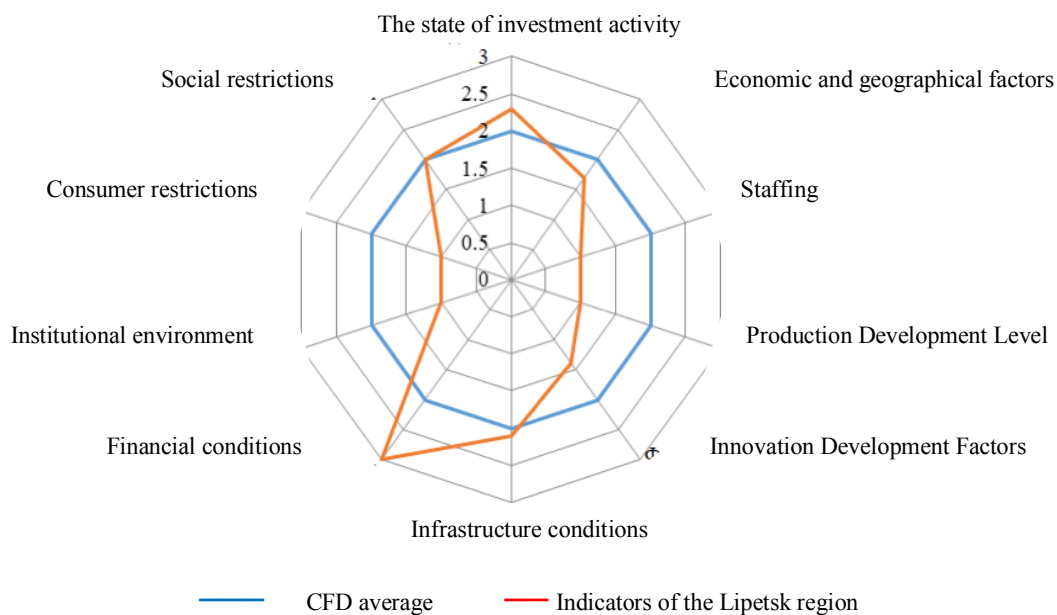 The state of investment activity
3
Social restrictions
Economic and geographical factors
2.5
2
1.5
Consumer restrictions
Staffing
1
0.5
0
Institutional environment
Production Development Level
Financial conditions
Innovation Development Factors
Infrastructure conditions
CFD average
Indicators of the Lipetsk region